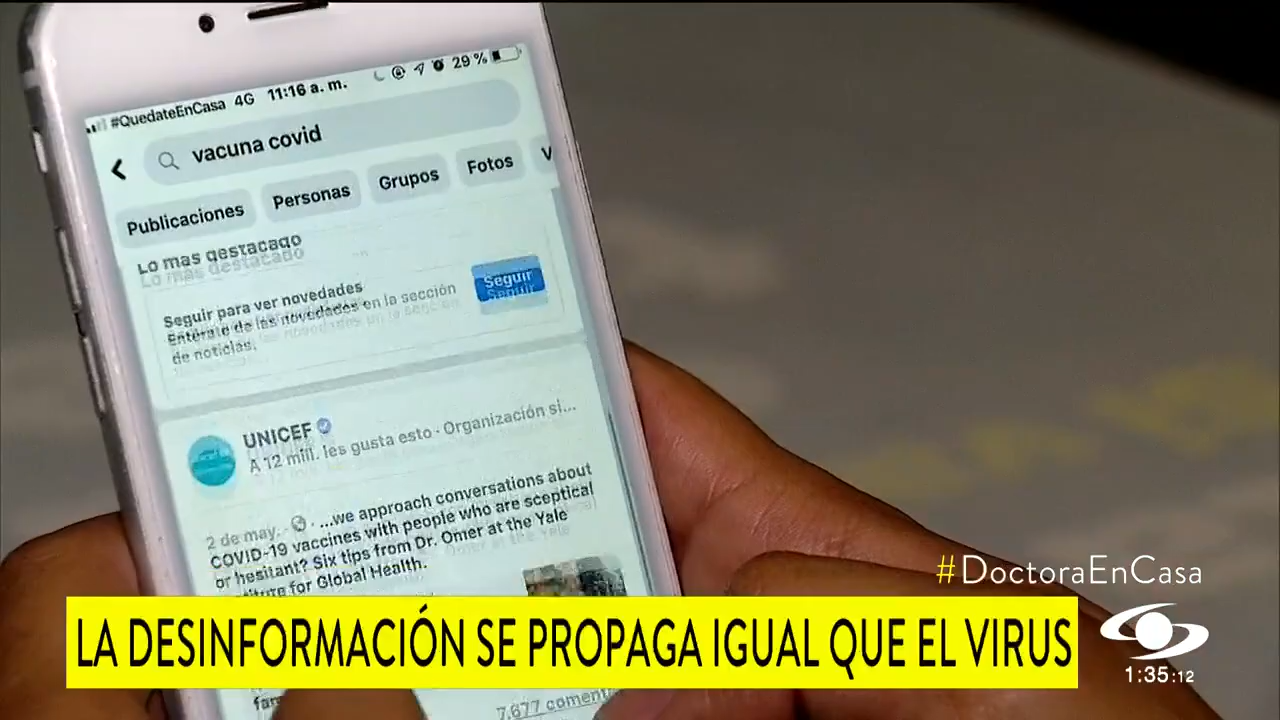 #QuedateEnCasa 4G 11:16 a. m. 29 %
vacuna covid
Publicaciones Personas Grupos Fotos V
Lo más destacado
Seguir para ver novedades
Entérate de las novedades en la sección
de noticias.
Seguir
UNICEF
A 12 mill. les gusta esto · Organización si...
2 de may. · ...we approach conversations about
COVID-19 vaccines with people who are sceptical
or hesitant? Six tips from Dr. Omer at the Yale
titute for Global Health.
#DoctoraEnCasa
LA DESINFORMACIÓN SE PROPAGA IGUAL QUE EL VIRUS
1:35:12
7,677 coment